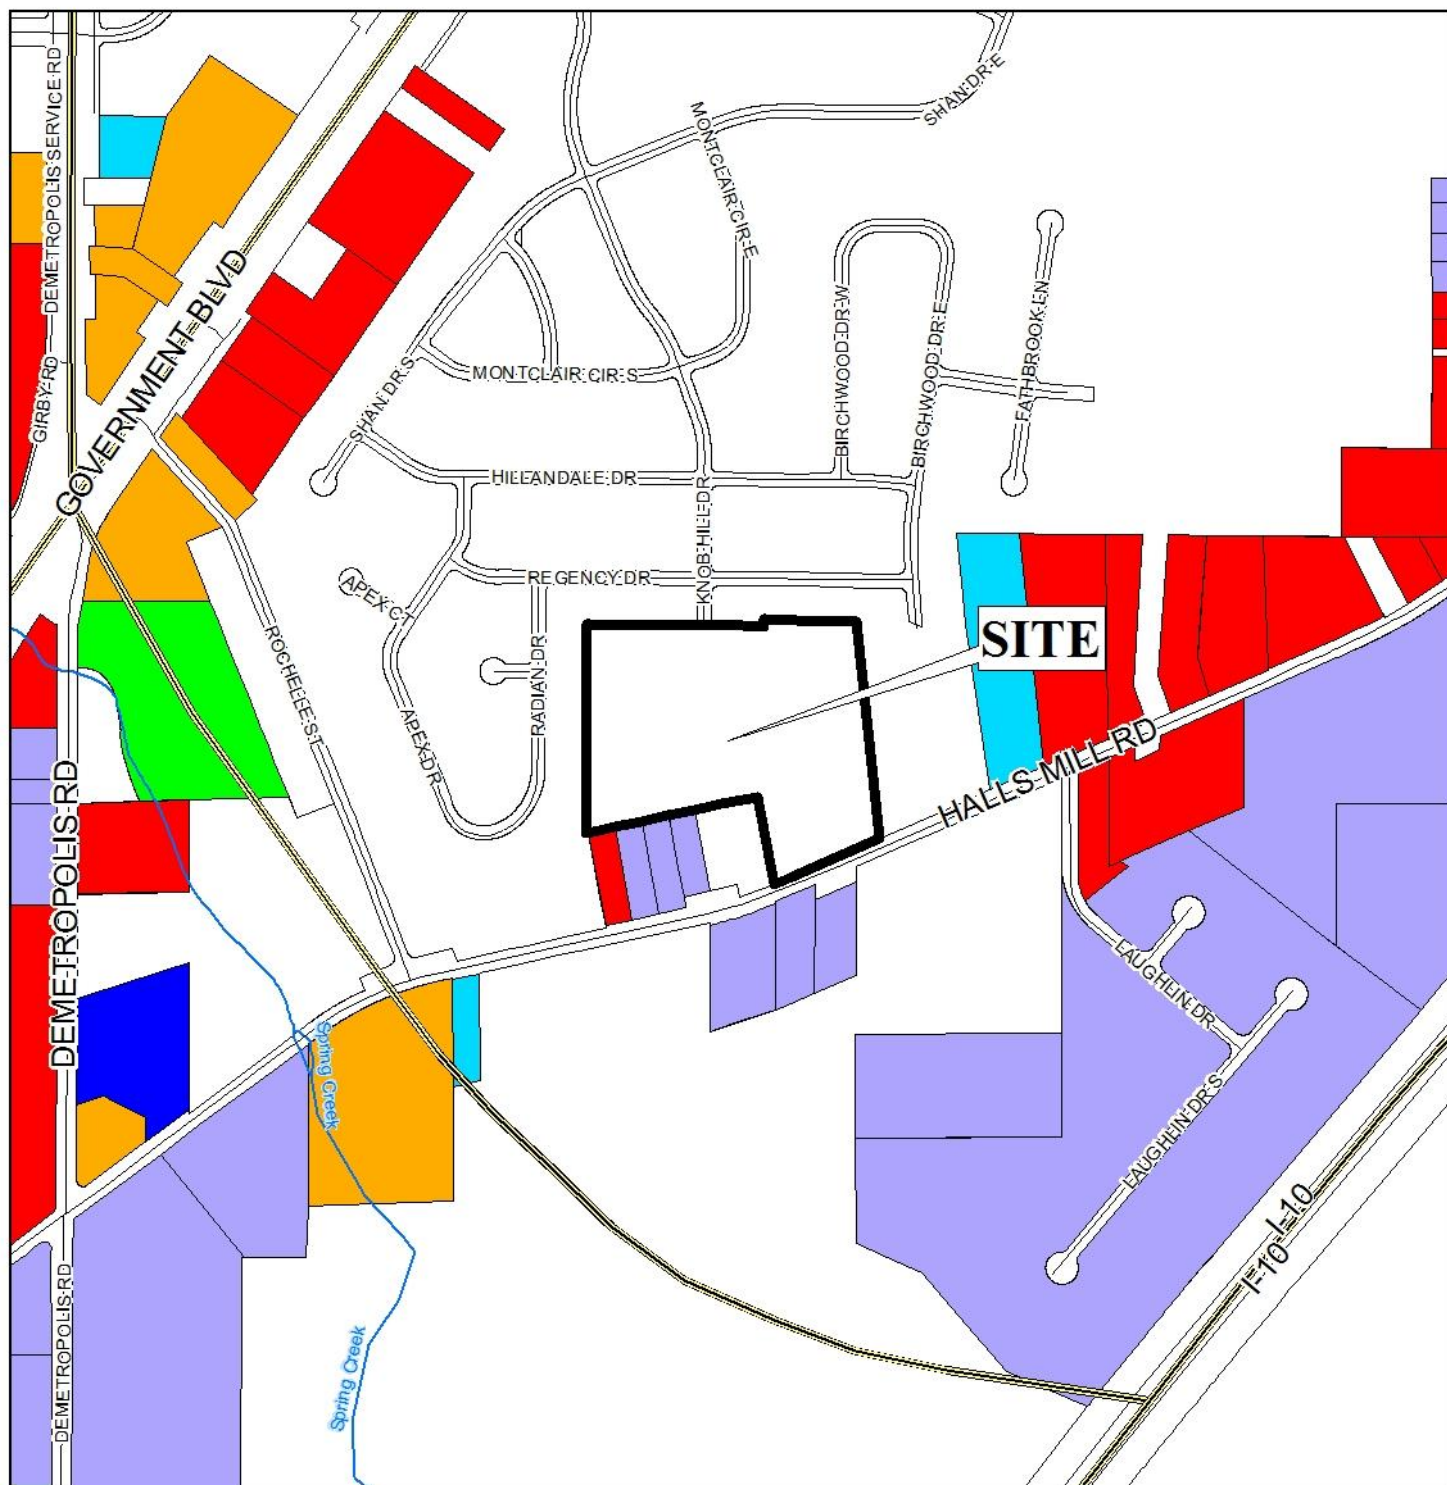 DEMETROPOLIS SERVICE RD
SHAN DR E
MONTCLAIR CIR E
GOVERNMENT BLVD
GIRBY RD
SHAN DR S
MONTCLAIR CIR S
BIRCHWOOD DR W
BIRCHWOOD DR E
FATHBROOK LN
HILLANDALE DR
KNOB HILL DR
REGENCY DR
APEX CT
ROCHELLE ST
RADIAN DR
APEX DR
SITE
HALLS MILL RD
DEMETROPOLIS RD
LAUGHLIN DR
Spring Creek
LAUGHLIN DR S
I-10
I-10
DEMETROPOLIS RD
Spring Creek